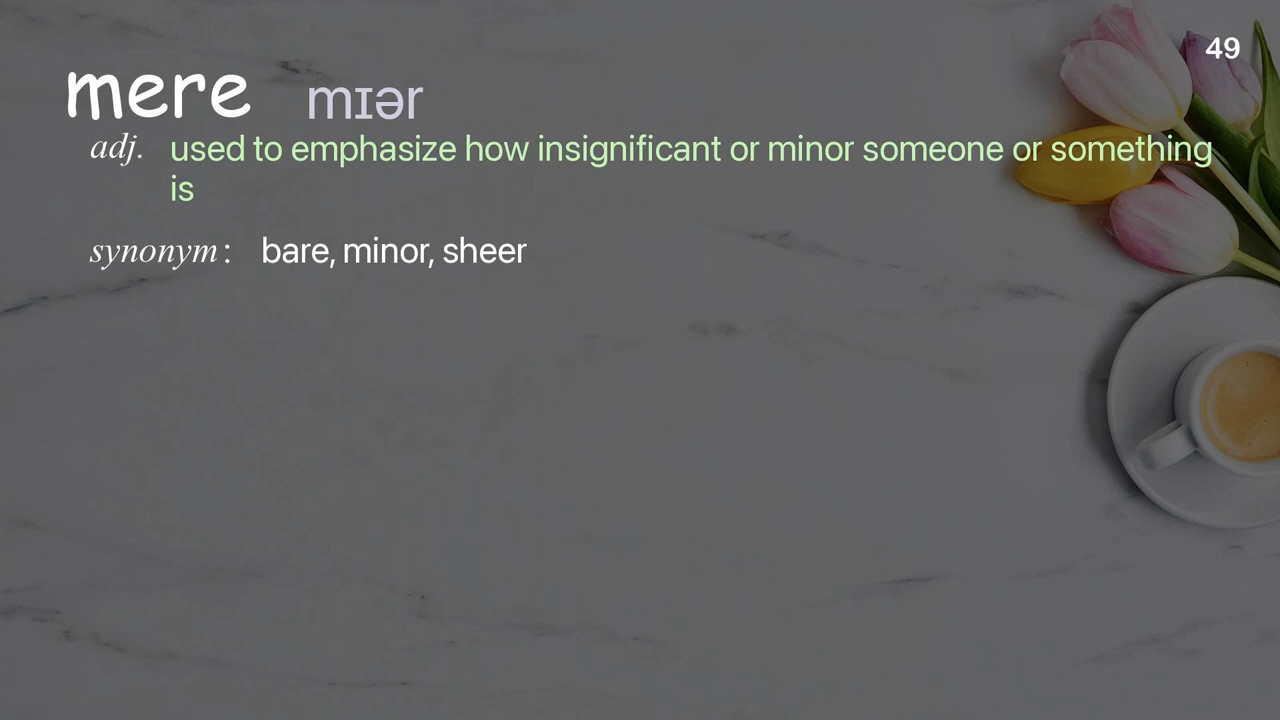 49
mere mɪər
adj. used to emphasize how insignificant or minor someone or something
is
synonym: bare, minor, sheer